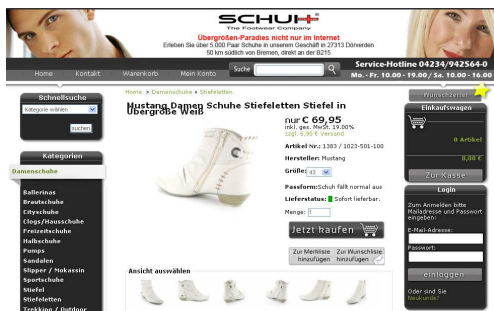 SCHUH+
The Footwear Company
Übergrößen-Paradies nicht nur im Internet
Erleben Sie über 5.000 Paar Schuhe in unserem Geschäft in 27313 Dörverden
50 km südlich von Bremen, direkt an der B215
Service-Hotline 04234/942564-0
Home Kontakt Warenkorb Mein Konto Suche
Mo. - Fr. 10.00 - 19.00 / Sa. 10.00 - 16.00
Schnellsuche
Kategorie wählen
suchen
Kategorien
Damenschuhe
Ballerinas
Brautschuhe
Cityschuhe
Clogs/Hausschuhe
Freizeitschuhe
Halbschuhe
Pumps
Sandalen
Slipper / Mokassin
Sportschuhe
Stiefel
Stiefeletten
Trekking / Outdoor
Home » Damenschuhe » Stiefeletten
Mustang Damen Schuhe Stiefeletten Stiefel in
Übergröße Weiß
nur € 69,95
inkl. ges. MwSt. 19.00%
zzgl. 6,90 € Versand
Artikel Nr.: 1383 / 1023-501-100
Hersteller: Mustang
Größe: 43
Passform: Schuh fällt normal aus
Lieferstatus: Sofort lieferbar.
Menge: 1
Jetzt kaufen
Zur Merkliste hinzufügen
Zur Wunschliste hinzufügen
Ansicht auswählen
Wunschzettel
Einkaufswagen
0 Artikel
0,00 €
Zur Kasse
Login
Zum Anmelden bitte
Mailadresse und Passwort
eingeben:
E-Mail-Adresse:
Passwort:
einloggen
Oder sind Sie
Neukunde?